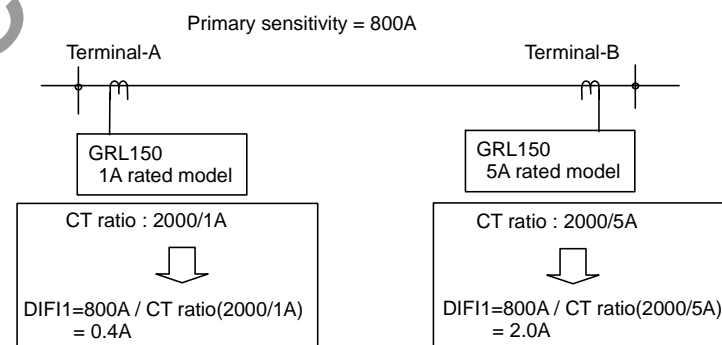 Primary sensitivity = 800A
Terminal-A
Terminal-B
GRL150
1A rated model
GRL150
5A rated model
CT ratio : 2000/1A
DIFI1=800A / CT ratio(2000/1A)
= 0.4A
CT ratio : 2000/5A
DIFI1=800A / CT ratio(2000/5A)
= 2.0A